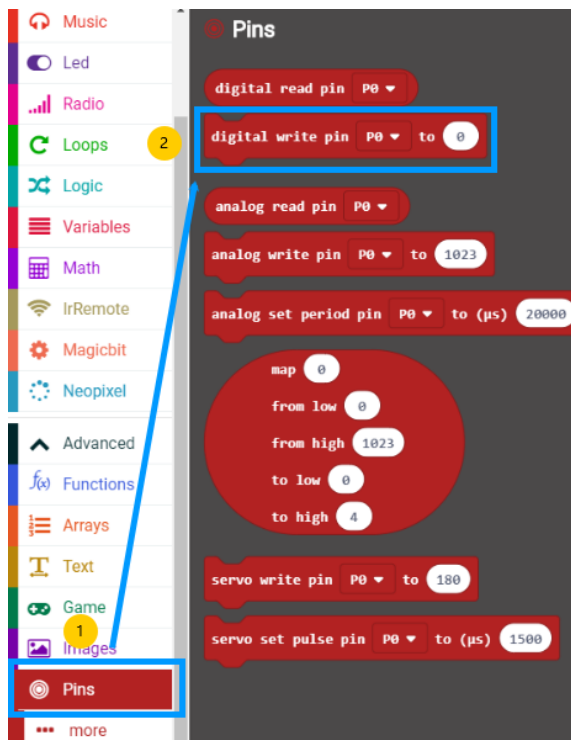 Music
Led
Radio
Loops
Logic
Variables
Math
IrRemote
Magicbit
Neopixel
Advanced
f(x) Functions
Arrays
T Text
Game
Images
Pins
more
1
2
Pins
digital read pin P0
digital write pin P0 to 0
analog read pin P0
analog write pin P0 to 1023
analog set period pin P0 to (μs) 20000
map 0
from low 0
from high 1023
to low 0
to high 4
servo write pin P0 to 180
servo set pulse pin P0 to (μs) 1500